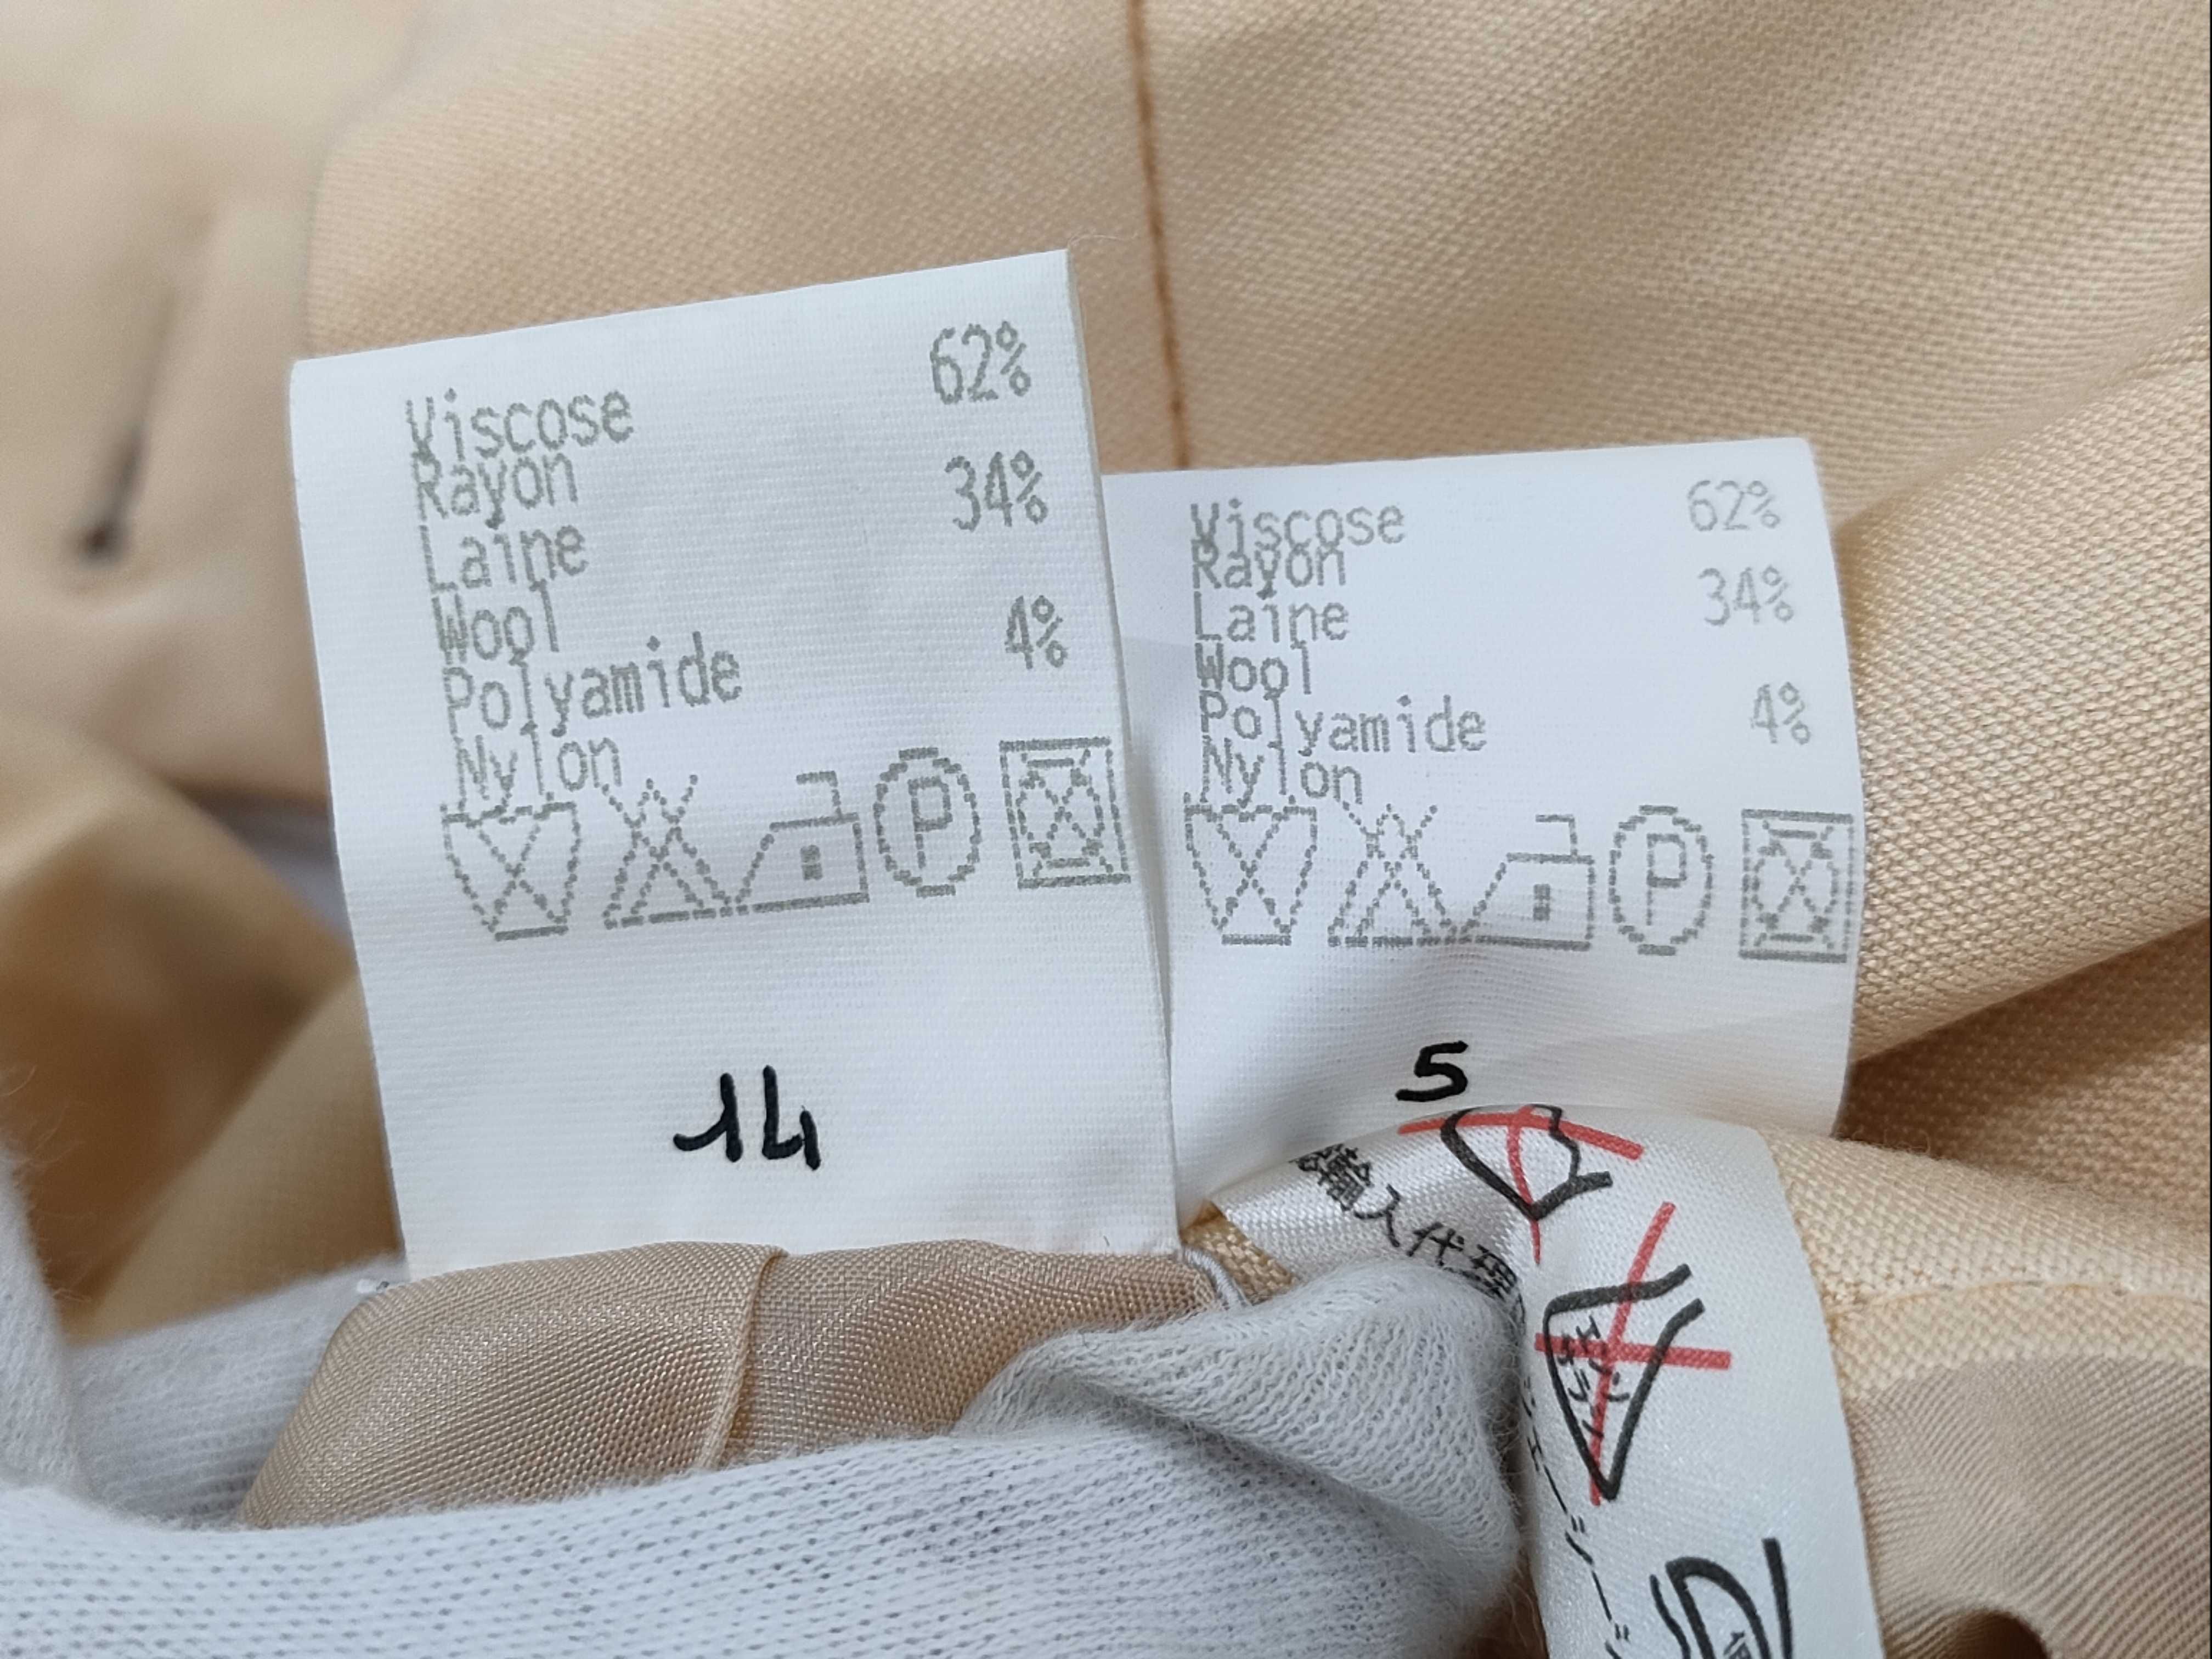 62%
Viscose
Rayon
34%
Laine
Wool
4%
Polyamide
Nylon
P
14
62%
Viscose
Rayon
34%
Laine
Wool
4%
Polyamide
Nylon
P
5
輸入代理